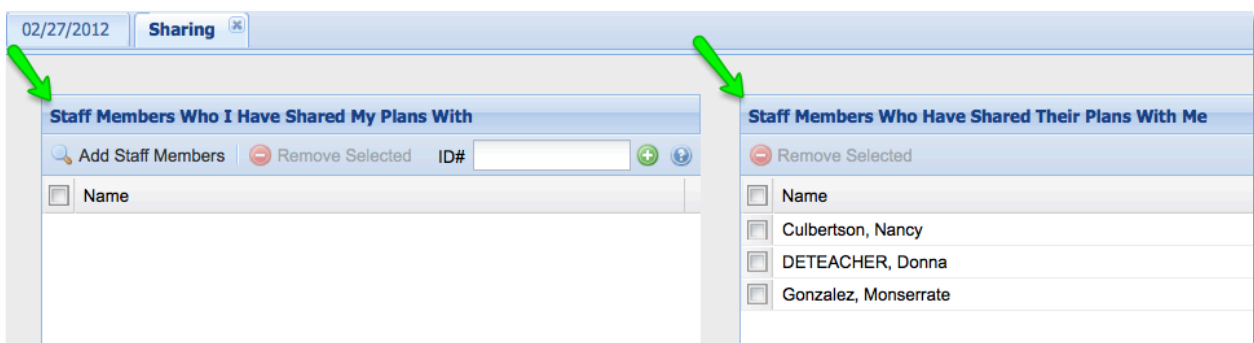 02/27/2012 Sharing
Staff Members Who I Have Shared My Plans With
Add Staff Members Remove Selected ID#
Name
Staff Members Who Have Shared Their Plans With Me
Remove Selected
Name
Culbertson, Nancy
DETEACHER, Donna
Gonzalez, Monserrate